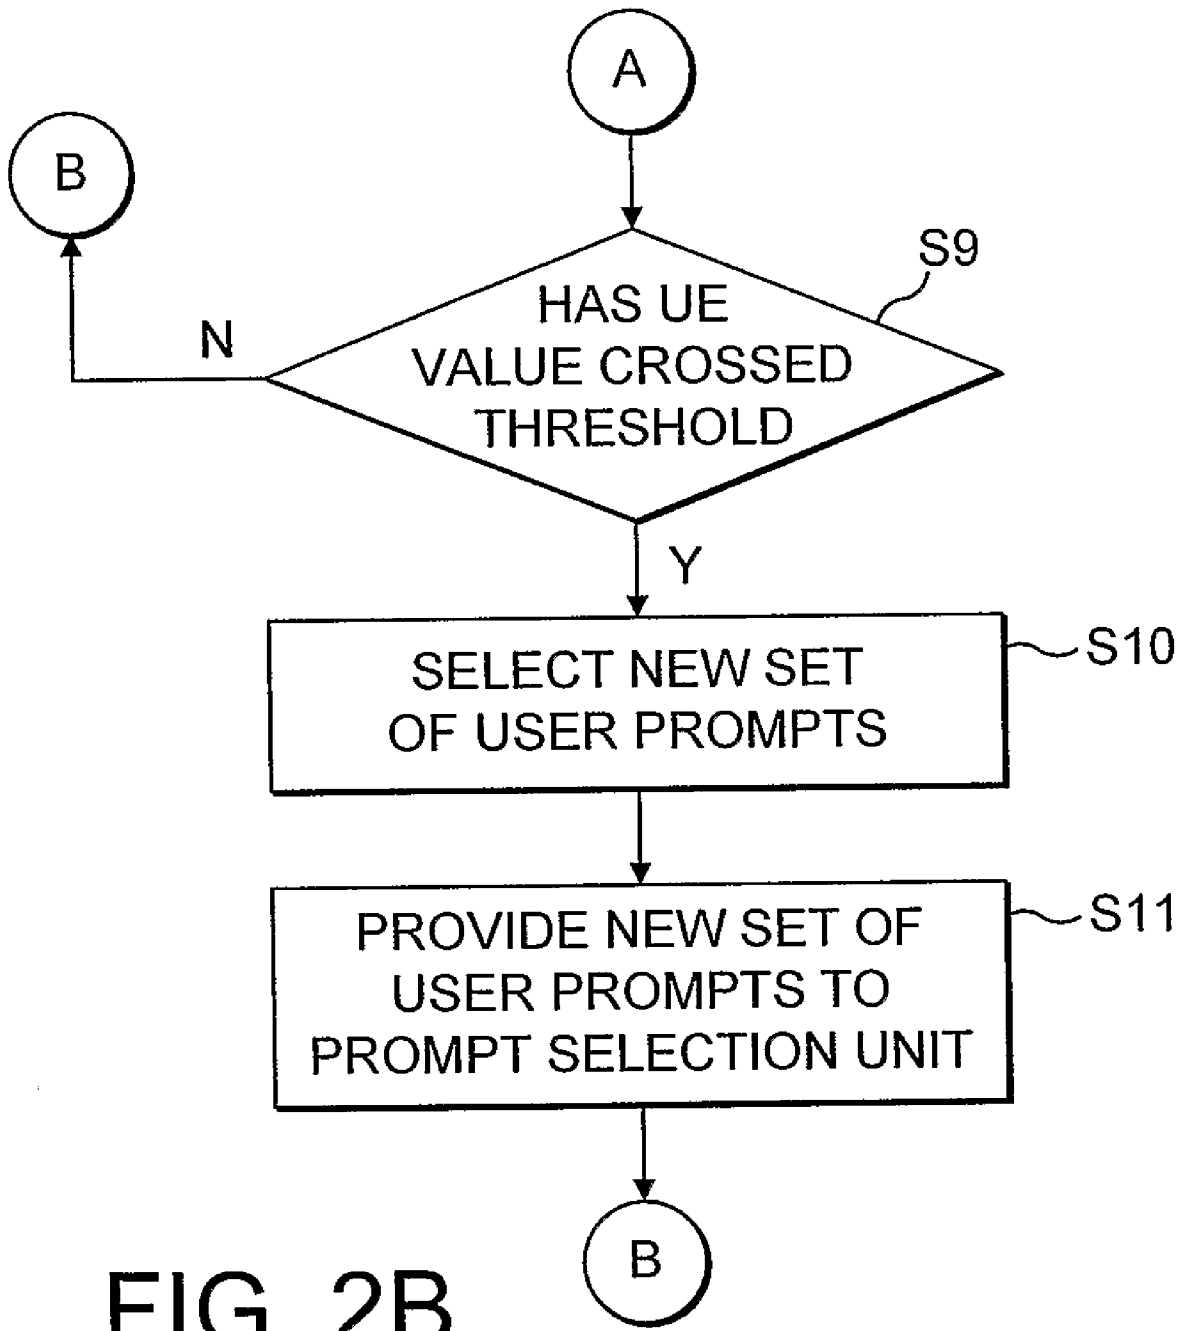 A
B
S9
HAS UE
VALUE CROSSED
THRESHOLD
N
Y
SELECT NEW SET
OF USER PROMPTS
S10
PROVIDE NEW SET OF
USER PROMPTS TO
PROMPT SELECTION UNIT
S11
B
FIG. 2B